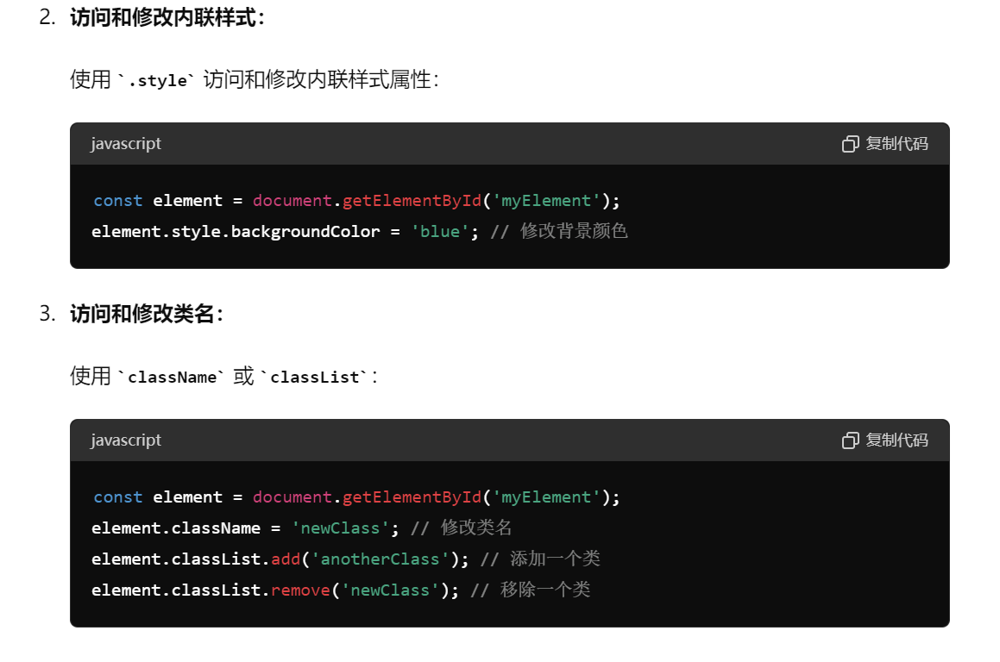 2. 访问和修改内联样式：
使用 `.style` 访问和修改内联样式属性：
javascript 复制代码
const element = document.getElementById('myElement');
element.style.backgroundColor = 'blue'; // 修改背景颜色
3. 访问和修改类名：
使用 `className` 或 `classList`：
javascript 复制代码
const element = document.getElementById('myElement');
element.className = 'newClass'; // 修改类名
element.classList.add('anotherClass'); // 添加一个类
element.classList.remove('newClass'); // 移除一个类